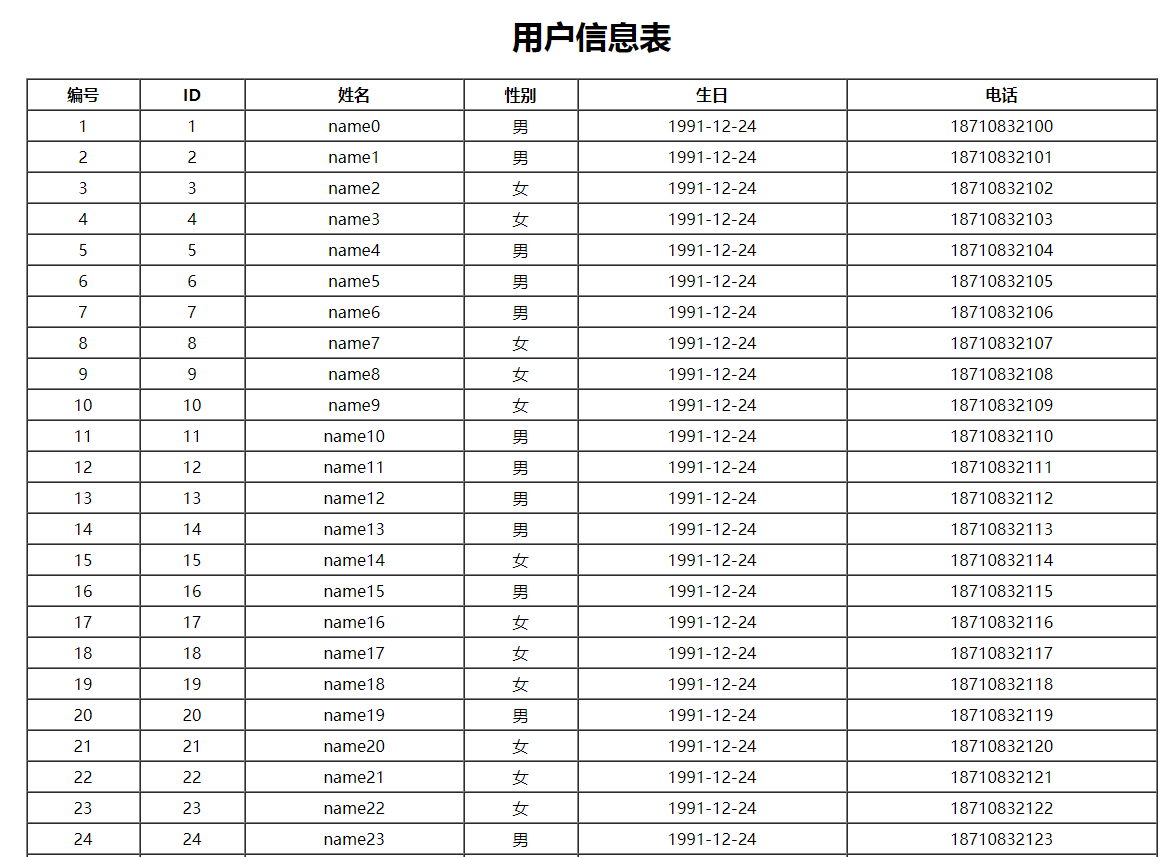 用户信息表
编号 ID 姓名 性别 生日 电话
1 1 name0 男 1991-12-24 18710832100
2 2 name1 男 1991-12-24 18710832101
3 3 name2 女 1991-12-24 18710832102
4 4 name3 女 1991-12-24 18710832103
5 5 name4 男 1991-12-24 18710832104
6 6 name5 男 1991-12-24 18710832105
7 7 name6 男 1991-12-24 18710832106
8 8 name7 女 1991-12-24 18710832107
9 9 name8 女 1991-12-24 18710832108
10 10 name9 女 1991-12-24 18710832109
11 11 name10 男 1991-12-24 18710832110
12 12 name11 男 1991-12-24 18710832111
13 13 name12 男 1991-12-24 18710832112
14 14 name13 男 1991-12-24 18710832113
15 15 name14 女 1991-12-24 18710832114
16 16 name15 男 1991-12-24 18710832115
17 17 name16 女 1991-12-24 18710832116
18 18 name17 女 1991-12-24 18710832117
19 19 name18 女 1991-12-24 18710832118
20 20 name19 男 1991-12-24 18710832119
21 21 name20 女 1991-12-24 18710832120
22 22 name21 女 1991-12-24 18710832121
23 23 name22 女 1991-12-24 18710832122
24 24 name23 男 1991-12-24 18710832123